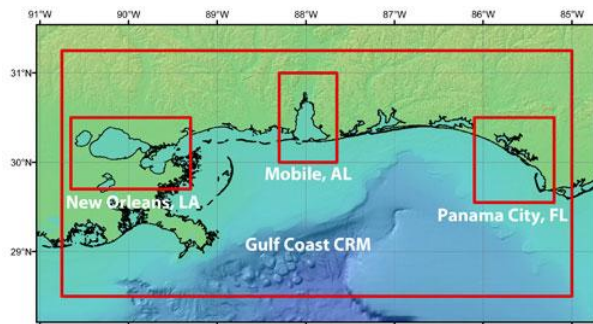 91°W 90°W 89°W 88°W 87°W 86°W 85°W
31°N
30°N
Mobile, AL
New Orleans, LA
Panama City, FL
Gulf Coast CRM
29°N